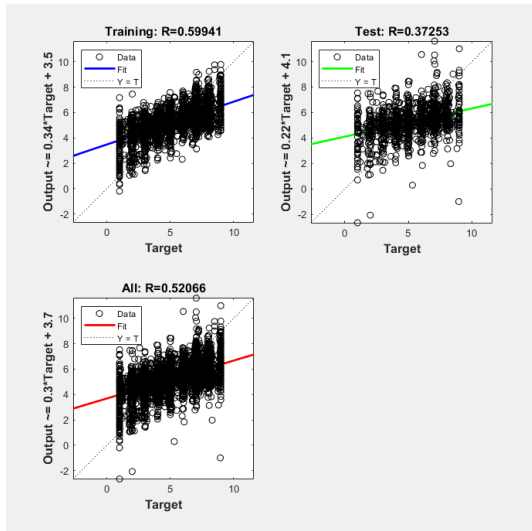 Training: R=0.59941
Output ~= 0.34*Target + 3.5
Data
Fit
Y = T
10
8
6
4
2
0
-2
0
5
10
Target
Test: R=0.37253
Output ~= 0.22*Target + 4.1
Data
Fit
Y = T
10
8
6
4
2
0
-2
0
5
10
Target
All: R=0.52066
Output ~= 0.3*Target + 3.7
Data
Fit
Y = T
10
8
6
4
2
0
-2
0
5
10
Target